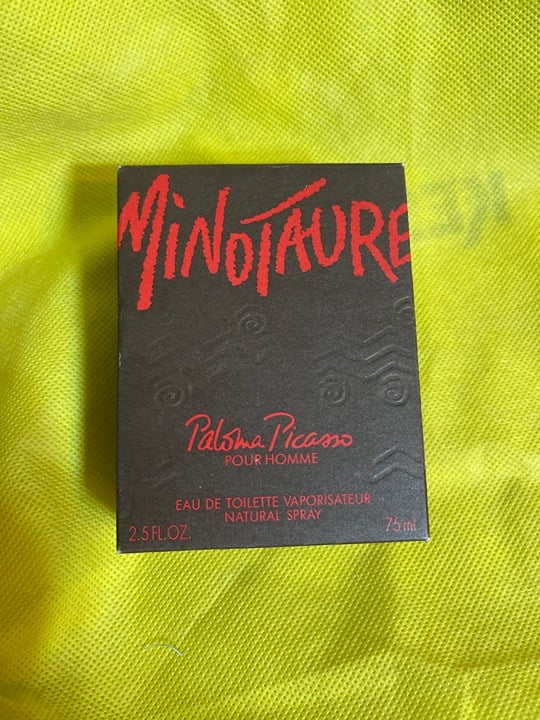 MINOTAURE
Paloma Picasso
POUR HOMME
EAU DE TOILETTE VAPORISATEUR
NATURAL SPRAY
2.5 FL.OZ. 75 ml